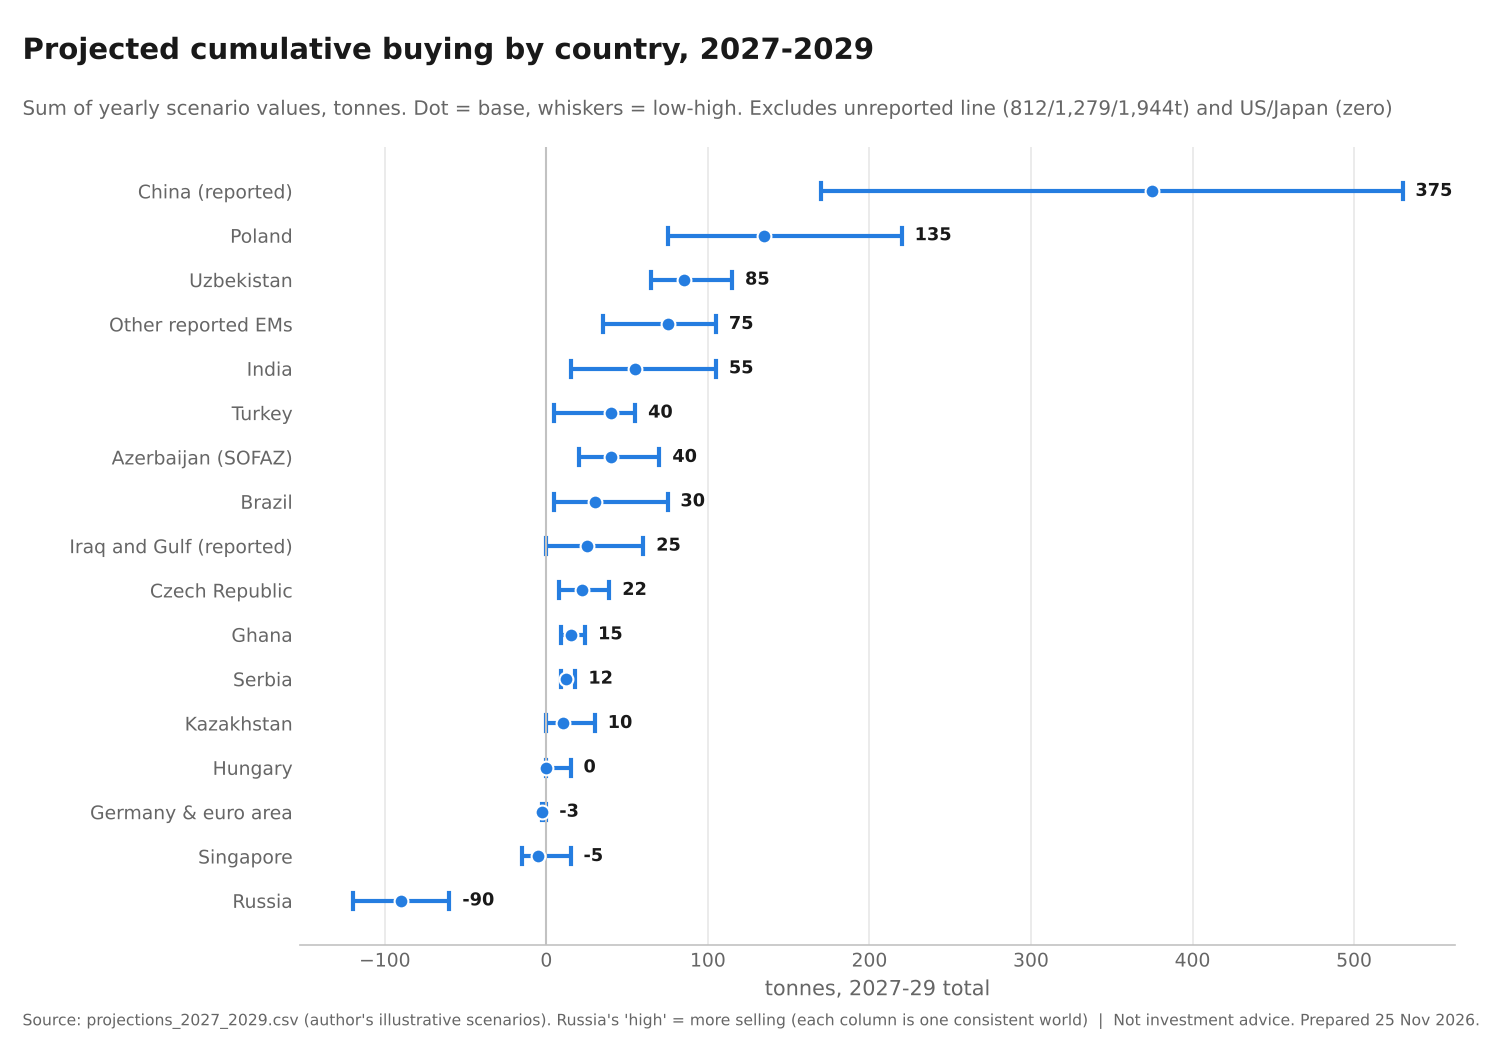 Projected cumulative buying by country, 2027-2029
Sum of yearly scenario values, tonnes. Dot = base, whiskers = low-high. Excludes unreported line (812/1,279/1,944t) and US/Japan (zero)
China (reported) 375
Poland 135
Uzbekistan 85
Other reported EMs 75
India 55
Turkey 40
Azerbaijan (SOFAZ) 40
Brazil 30
Iraq and Gulf (reported) 25
Czech Republic 22
Ghana 15
Serbia 12
Kazakhstan 10
Hungary 0
Germany & euro area -3
Singapore -5
Russia -90
−100 0 100 200 300 400 500
tonnes, 2027-29 total
Source: projections_2027_2029.csv (author's illustrative scenarios). Russia's 'high' = more selling (each column is one consistent world) | Not investment advice. Prepared 25 Nov 2026.